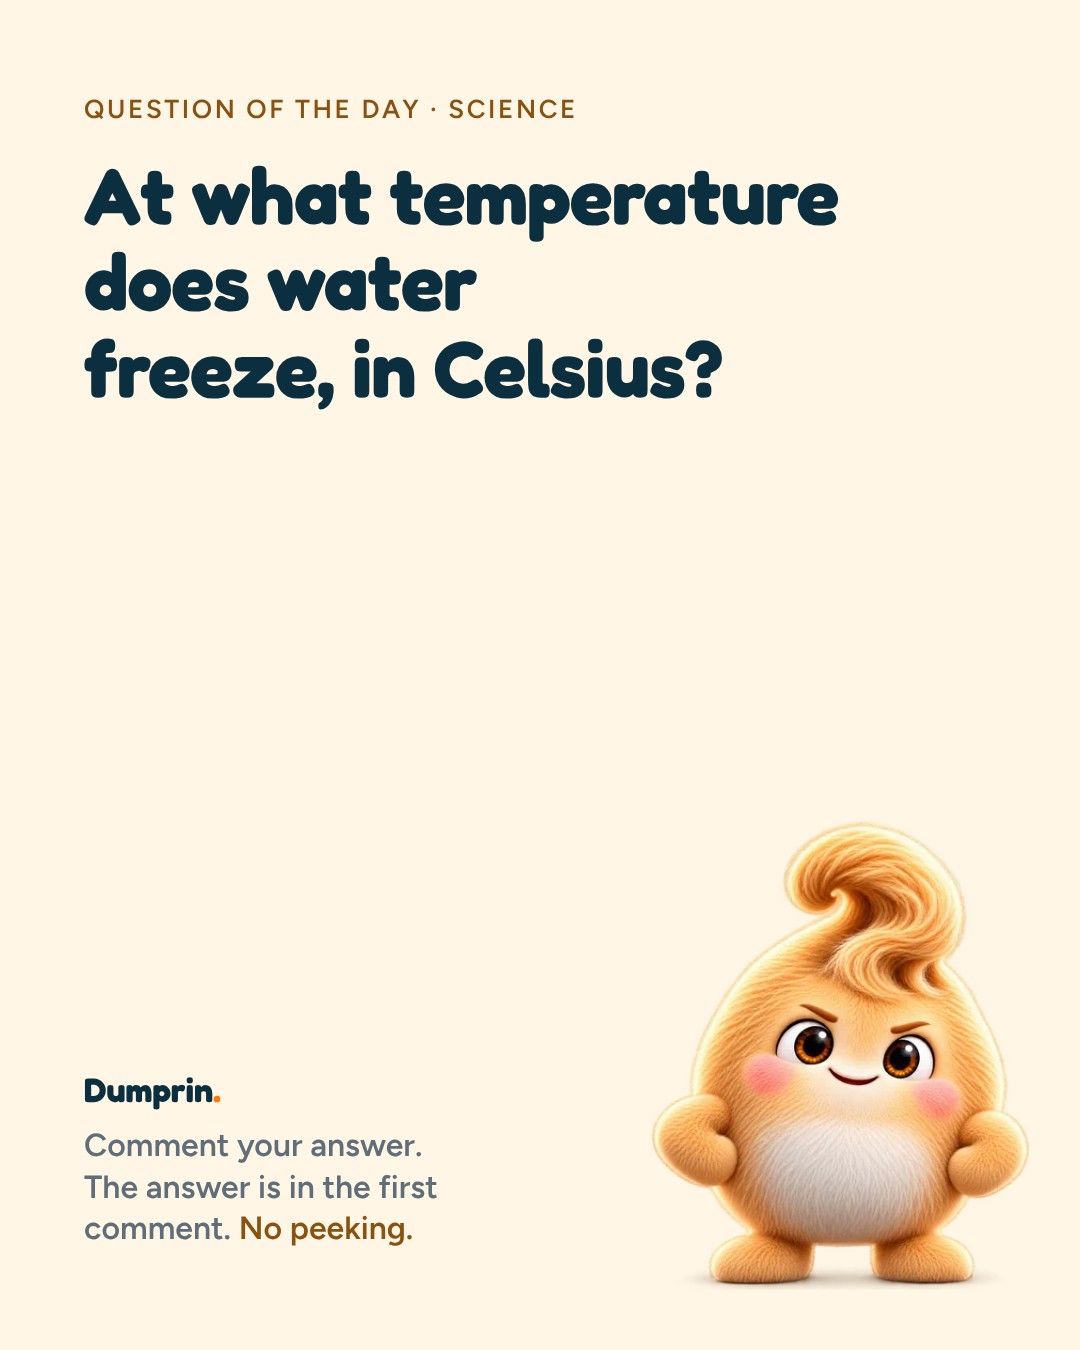 QUESTION OF THE DAY · SCIENCE
At what temperature
does water
freeze, in Celsius?
Dumprin.
Comment your answer.
The answer is in the first
comment. No peeking.